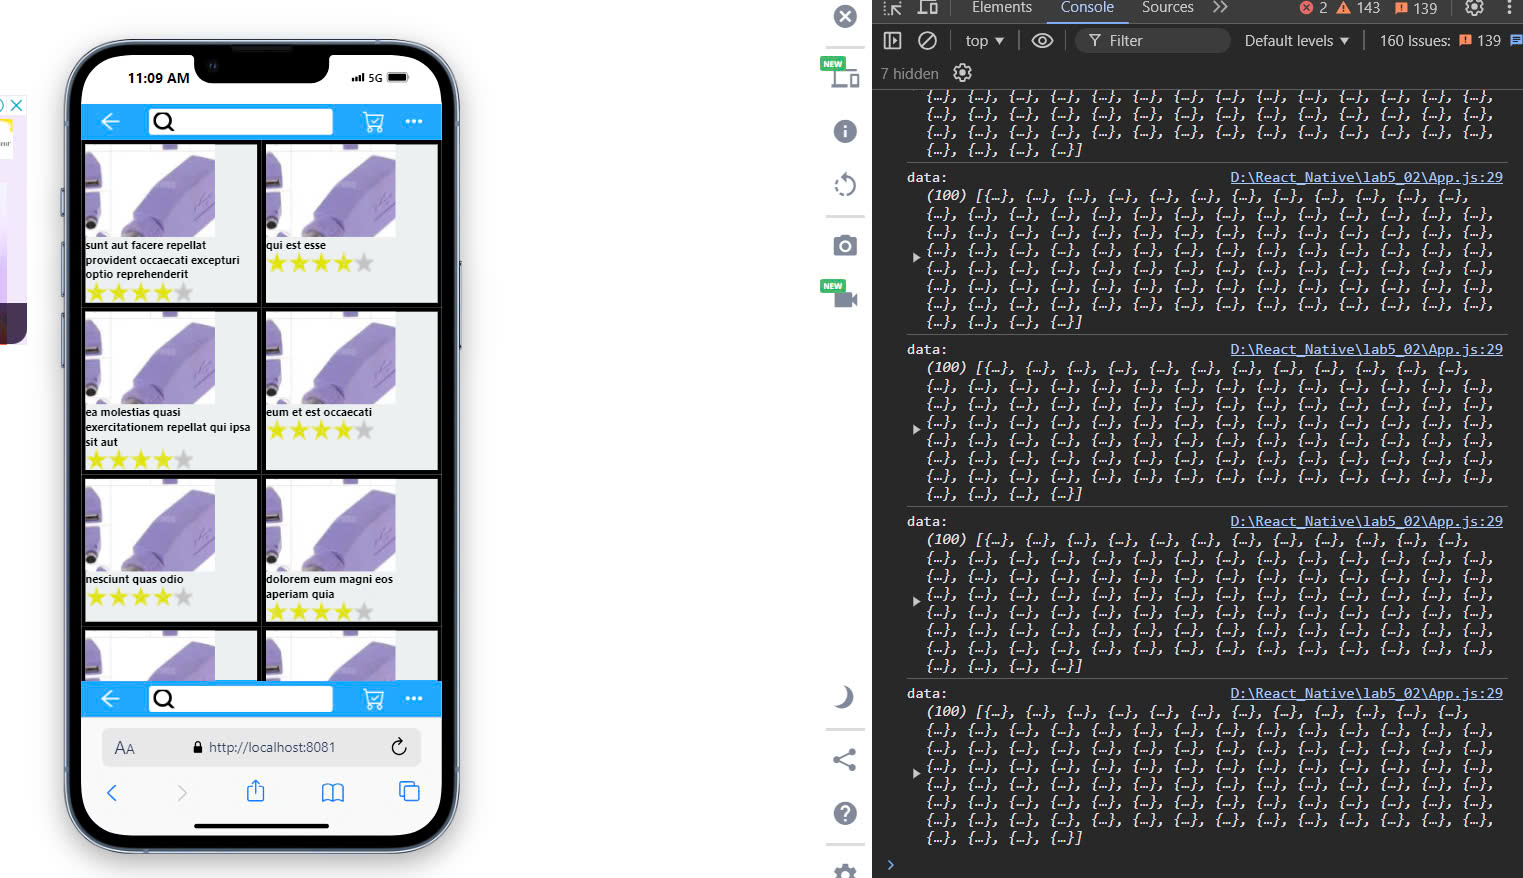 11:09 AM
5G
sunt aut facere repellat
provident occaecati excepturi
optio reprehenderit
qui est esse
ea molestias quasi
exercitationem repellat qui ipsa
sit aut
eum et est occaecati
nesciunt quas odio
dolorem eum magni eos
aperiam quia
AA http://localhost:8081
NEW
NEW
Elements Console Sources 2 143 139
top Filter Default levels 160 Issues: 139
7 hidden
{…}, {…}, {…}, {…}, {…}, {…}, {…}, {…}, {…}, {…}, {…}, {…}, {…}, {…},
{…}, {…}, {…}, {…}, {…}, {…}, {…}, {…}, {…}, {…}, {…}, {…}, {…}, {…},
{…}, {…}, {…}, {…}, {…}, {…}, {…}, {…}, {…}, {…}, {…}, {…}, {…}, {…},
{…}, {…}, {…}, {…}]
data: D:\React_Native\lab5_02\App.js:29
(100) [{…}, {…}, {…}, {…}, {…}, {…}, {…}, {…}, {…}, {…}, {…}, {…},
{…}, {…}, {…}, {…}, {…}, {…}, {…}, {…}, {…}, {…}, {…}, {…}, {…}, {…},
{…}, {…}, {…}, {…}, {…}, {…}, {…}, {…}, {…}, {…}, {…}, {…}, {…}, {…},
{…}, {…}, {…}, {…}, {…}, {…}, {…}, {…}, {…}, {…}, {…}, {…}, {…}, {…},
{…}, {…}, {…}, {…}, {…}, {…}, {…}, {…}, {…}, {…}, {…}, {…}, {…}, {…},
{…}, {…}, {…}, {…}, {…}, {…}, {…}, {…}, {…}, {…}, {…}, {…}, {…}, {…},
{…}, {…}, {…}, {…}, {…}, {…}, {…}, {…}, {…}, {…}, {…}, {…}, {…}, {…},
{…}, {…}, {…}, {…}]
data: D:\React_Native\lab5_02\App.js:29
(100) [{…}, {…}, {…}, {…}, {…}, {…}, {…}, {…}, {…}, {…}, {…}, {…},
{…}, {…}, {…}, {…}, {…}, {…}, {…}, {…}, {…}, {…}, {…}, {…}, {…}, {…},
{…}, {…}, {…}, {…}, {…}, {…}, {…}, {…}, {…}, {…}, {…}, {…}, {…}, {…},
{…}, {…}, {…}, {…}, {…}, {…}, {…}, {…}, {…}, {…}, {…}, {…}, {…}, {…},
{…}, {…}, {…}, {…}, {…}, {…}, {…}, {…}, {…}, {…}, {…}, {…}, {…}, {…},
{…}, {…}, {…}, {…}, {…}, {…}, {…}, {…}, {…}, {…}, {…}, {…}, {…}, {…},
{…}, {…}, {…}, {…}, {…}, {…}, {…}, {…}, {…}, {…}, {…}, {…}, {…}, {…},
{…}, {…}, {…}, {…}]
data: D:\React_Native\lab5_02\App.js:29
(100) [{…}, {…}, {…}, {…}, {…}, {…}, {…}, {…}, {…}, {…}, {…}, {…},
{…}, {…}, {…}, {…}, {…}, {…}, {…}, {…}, {…}, {…}, {…}, {…}, {…}, {…},
{…}, {…}, {…}, {…}, {…}, {…}, {…}, {…}, {…}, {…}, {…}, {…}, {…}, {…},
{…}, {…}, {…}, {…}, {…}, {…}, {…}, {…}, {…}, {…}, {…}, {…}, {…}, {…},
{…}, {…}, {…}, {…}, {…}, {…}, {…}, {…}, {…}, {…}, {…}, {…}, {…}, {…},
{…}, {…}, {…}, {…}, {…}, {…}, {…}, {…}, {…}, {…}, {…}, {…}, {…}, {…},
{…}, {…}, {…}, {…}, {…}, {…}, {…}, {…}, {…}, {…}, {…}, {…}, {…}, {…},
{…}, {…}, {…}, {…}]
data: D:\React_Native\lab5_02\App.js:29
(100) [{…}, {…}, {…}, {…}, {…}, {…}, {…}, {…}, {…}, {…}, {…}, {…},
{…}, {…}, {…}, {…}, {…}, {…}, {…}, {…}, {…}, {…}, {…}, {…}, {…}, {…},
{…}, {…}, {…}, {…}, {…}, {…}, {…}, {…}, {…}, {…}, {…}, {…}, {…}, {…},
{…}, {…}, {…}, {…}, {…}, {…}, {…}, {…}, {…}, {…}, {…}, {…}, {…}, {…},
{…}, {…}, {…}, {…}, {…}, {…}, {…}, {…}, {…}, {…}, {…}, {…}, {…}, {…},
{…}, {…}, {…}, {…}, {…}, {…}, {…}, {…}, {…}, {…}, {…}, {…}, {…}, {…},
{…}, {…}, {…}, {…}, {…}, {…}, {…}, {…}, {…}, {…}, {…}, {…}, {…}, {…},
{…}, {…}, {…}, {…}]